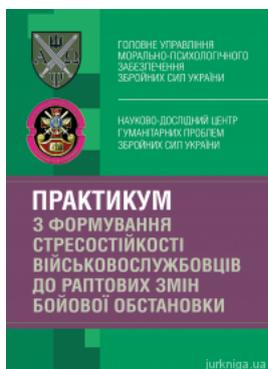 ГОЛОВНЕ УПРАВЛІННЯ
МОРАЛЬНО-ПСИХОЛОГІЧНОГО
ЗАБЕЗПЕЧЕННЯ
ЗБРОЙНИХ СИЛ УКРАЇНИ
НАУКОВО-ДОСЛІДНИЙ ЦЕНТР
ГУМАНІТАРНИХ ПРОБЛЕМ
ЗБРОЙНИХ СИЛ УКРАЇНИ
ПРАКТИКУМ
З ФОРМУВАННЯ
СТРЕСОСТІЙКОСТІ
ВІЙСЬКОВОСЛУЖБОВЦІВ
ДО РАПТОВИХ ЗМІН
БОЙОВОЇ ОБСТАНОВКИ
jurkniga.ua